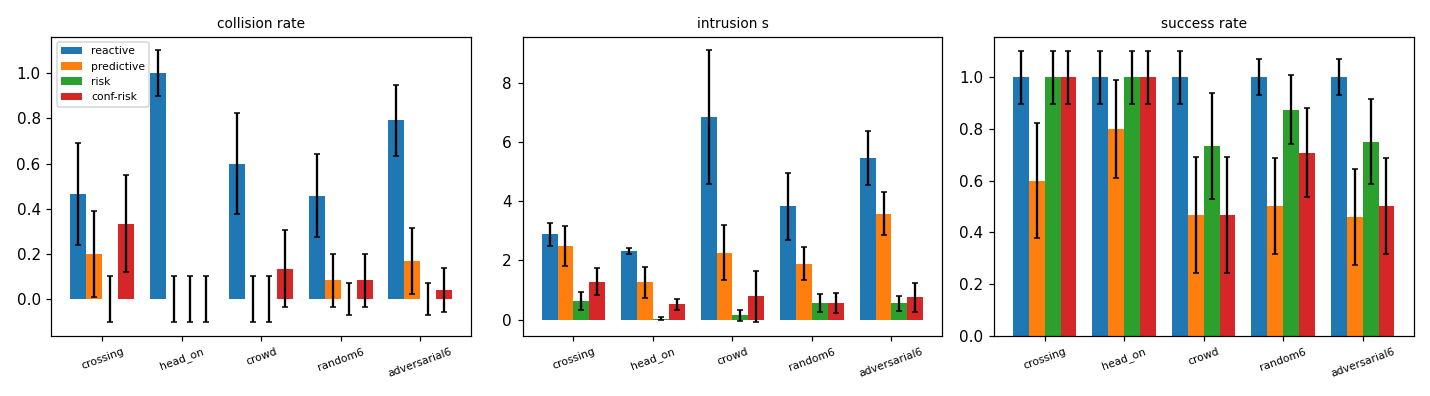 collision rate
1.0
0.8
0.6
0.4
0.2
0.0
reactive
predictive
risk
conf-risk
crossing
head_on
crowd
random6
adversarial6
intrusion s
8
6
4
2
0
crossing
head_on
crowd
random6
adversarial6
success rate
1.0
0.8
0.6
0.4
0.2
0.0
crossing
head_on
crowd
random6
adversarial6